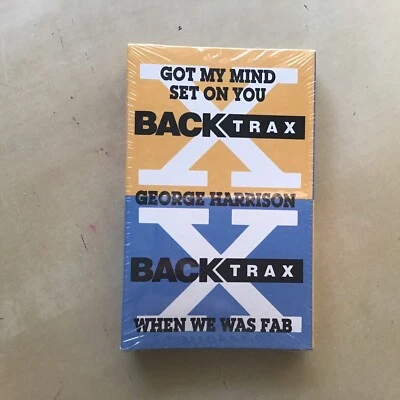 GOT MY MIND
SET ON YOU
BACK TRAX
GEORGE HARRISON
BACK TRAX
WHEN WE WAS FAB